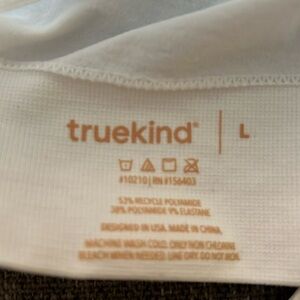 truekind® | L
#10210 | RN #156403
53% RECYCLE POLYAMIDE
38% POLYAMIDE 9% ELASTANE
DESIGNED IN USA. MADE IN CHINA.
MACHINE WASH COLD. ONLY NON CHLORINE
BLEACH WHEN NEEDED. LINE DRY. DO NOT IRON.